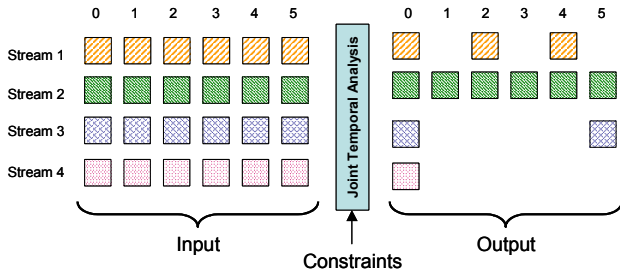 0 1 2 3 4 5
0 1 2 3 4 5
Stream 1
Stream 2
Stream 3
Stream 4
Joint Temporal Analysis
Input
Output
Constraints